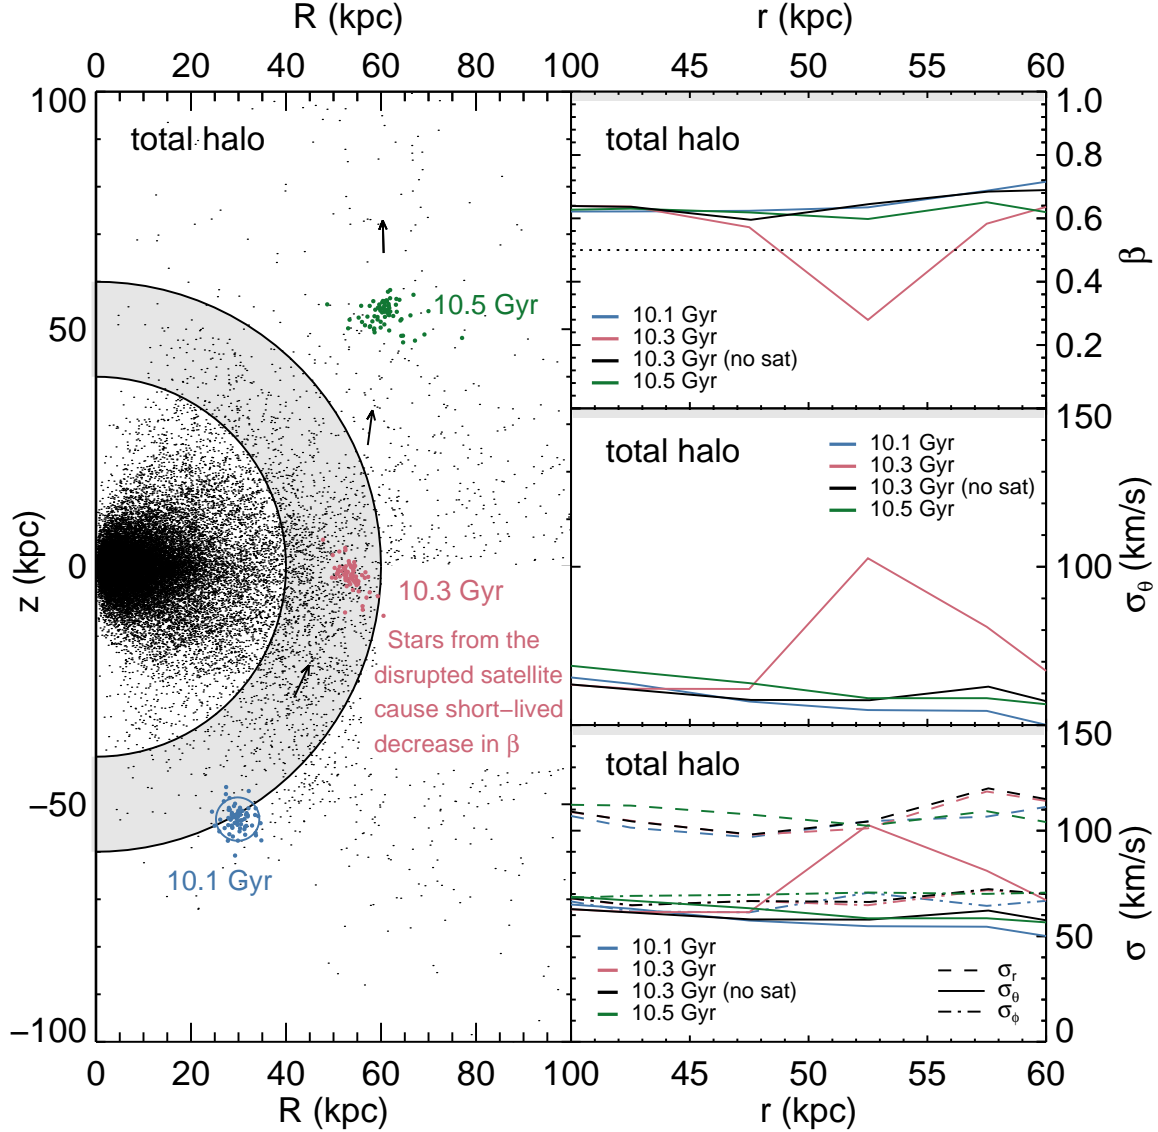 R (kpc)
r (kpc)
0 20 40 60 80 100 45 50 55 60
total halo
100
50
0
−50
−100
z (kpc)
10.5 Gyr
10.3 Gyr
Stars from the
disrupted satellite
cause short−lived
decrease in β
10.1 Gyr
0 20 40 60 80 100 45 50 55 60
R (kpc)
r (kpc)
total halo
1.0
0.8
0.6
0.4
0.2
β
10.1 Gyr
10.3 Gyr
10.3 Gyr (no sat)
10.5 Gyr
total halo
150
100
σθ (km/s)
10.1 Gyr
10.3 Gyr
10.3 Gyr (no sat)
10.5 Gyr
total halo
150
100
50
0
σ (km/s)
10.1 Gyr
10.3 Gyr
10.3 Gyr (no sat)
10.5 Gyr
σr
σθ
σϕ